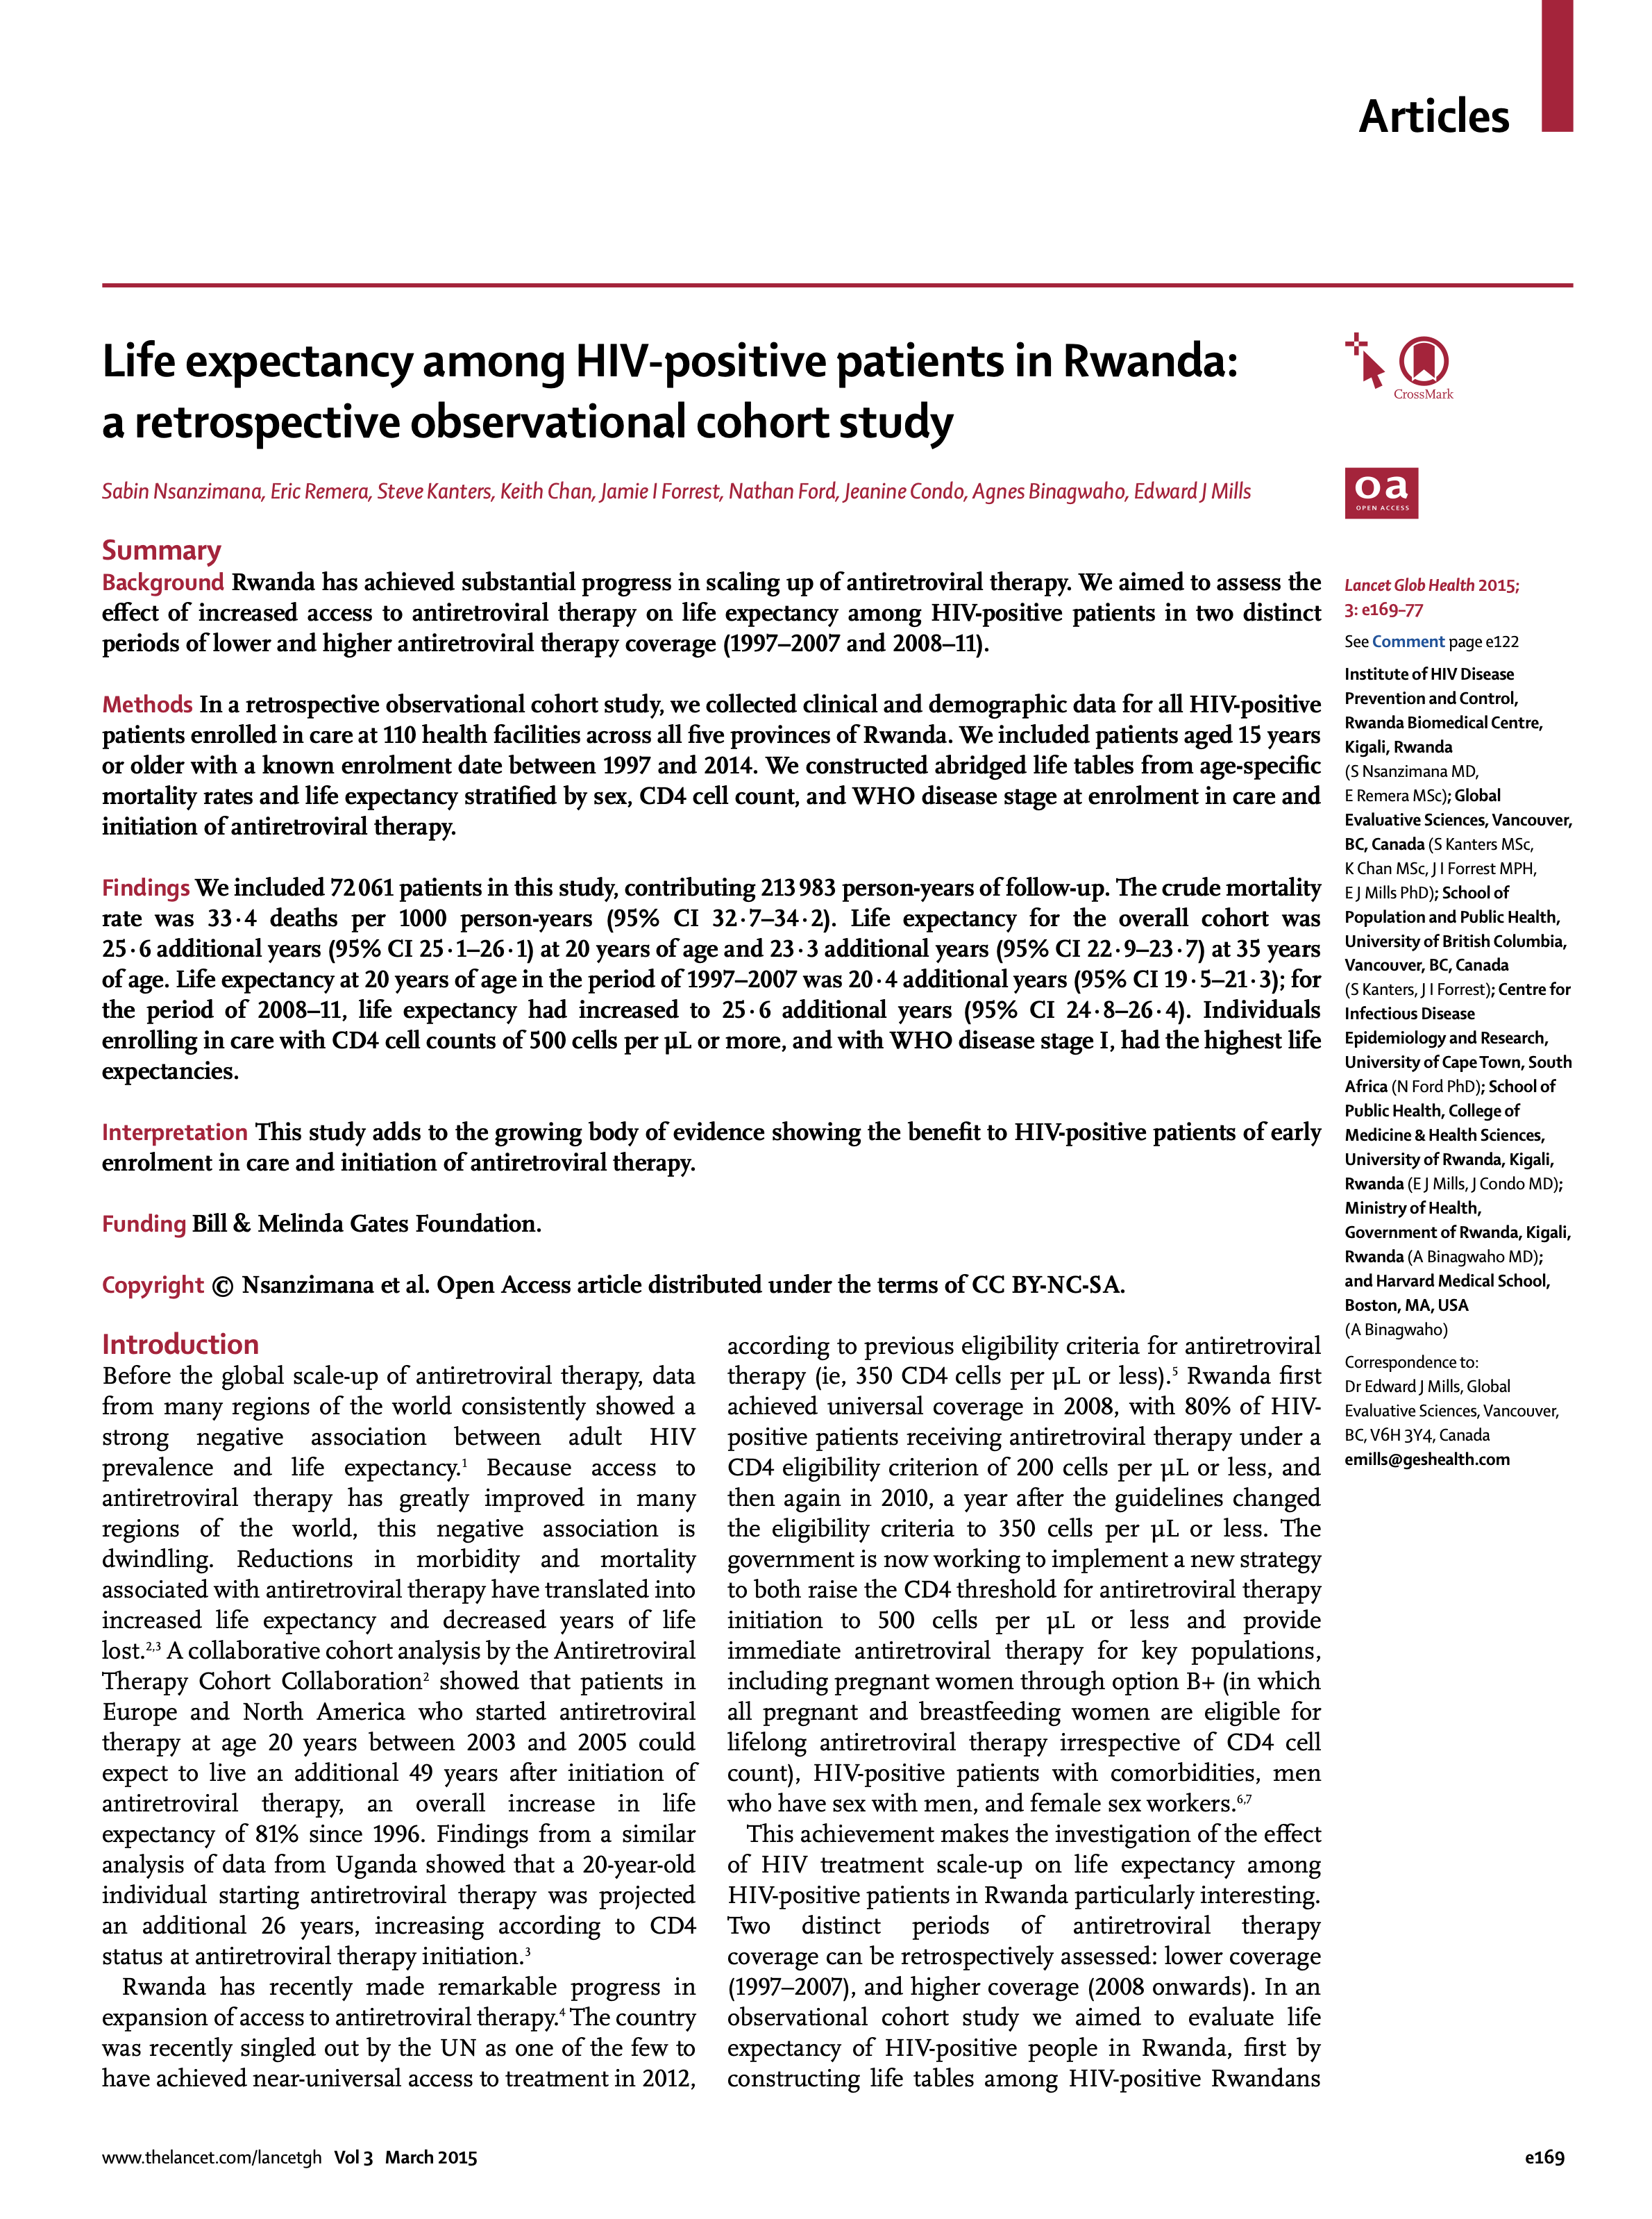 Articles
Life expectancy among HIV-positive patients in Rwanda:
a retrospective observational cohort study
Sabin Nsanzimana, Eric Remera, Steve Kanters, Keith Chan, Jamie I Forrest, Nathan Ford, Jeanine Condo, Agnes Binagwaho, Edward J Mills
Summary
Background Rwanda has achieved substantial progress in scaling up of antiretroviral therapy. We aimed to assess the
effect of increased access to antiretroviral therapy on life expectancy among HIV-positive patients in two distinct
periods of lower and higher antiretroviral therapy coverage (1997–2007 and 2008–11).
Methods In a retrospective observational cohort study, we collected clinical and demographic data for all HIV-positive
patients enrolled in care at 110 health facilities across all five provinces of Rwanda. We included patients aged 15 years
or older with a known enrolment date between 1997 and 2014. We constructed abridged life tables from age-specific
mortality rates and life expectancy stratified by sex, CD4 cell count, and WHO disease stage at enrolment in care and
initiation of antiretroviral therapy.
Findings We included 72 061 patients in this study, contributing 213 983 person-years of follow-up. The crude mortality
rate was 33·4 deaths per 1000 person-years (95% CI 32·7–34·2). Life expectancy for the overall cohort was
25·6 additional years (95% CI 25·1–26·1) at 20 years of age and 23·3 additional years (95% CI 22·9–23·7) at 35 years
of age. Life expectancy at 20 years of age in the period of 1997–2007 was 20·4 additional years (95% CI 19·5–21·3); for
the period of 2008–11, life expectancy had increased to 25·6 additional years (95% CI 24·8–26·4). Individuals
enrolling in care with CD4 cell counts of 500 cells per μL or more, and with WHO disease stage I, had the highest life
expectancies.
Interpretation This study adds to the growing body of evidence showing the benefit to HIV-positive patients of early
enrolment in care and initiation of antiretroviral therapy.
Funding Bill & Melinda Gates Foundation.
Copyright © Nsanzimana et al. Open Access article distributed under the terms of CC BY-NC-SA.
Introduction
Before the global scale-up of antiretroviral therapy, data
from many regions of the world consistently showed a
strong negative association between adult HIV
prevalence and life expectancy.1 Because access to
antiretroviral therapy has greatly improved in many
regions of the world, this negative association is
dwindling. Reductions in morbidity and mortality
associated with antiretroviral therapy have translated into
increased life expectancy and decreased years of life
lost.2,3 A collaborative cohort analysis by the Antiretroviral
Therapy Cohort Collaboration2 showed that patients in
Europe and North America who started antiretroviral
therapy at age 20 years between 2003 and 2005 could
expect to live an additional 49 years after initiation of
antiretroviral therapy, an overall increase in life
expectancy of 81% since 1996. Findings from a similar
analysis of data from Uganda showed that a 20-year-old
individual starting antiretroviral therapy was projected
an additional 26 years, increasing according to CD4
status at antiretroviral therapy initiation.3
Rwanda has recently made remarkable progress in
expansion of access to antiretroviral therapy.4 The country
was recently singled out by the UN as one of the few to
have achieved near-universal access to treatment in 2012,
according to previous eligibility criteria for antiretroviral
therapy (ie, 350 CD4 cells per μL or less).5 Rwanda first
achieved universal coverage in 2008, with 80% of HIV-
positive patients receiving antiretroviral therapy under a
CD4 eligibility criterion of 200 cells per μL or less, and
then again in 2010, a year after the guidelines changed
the eligibility criteria to 350 cells per μL or less. The
government is now working to implement a new strategy
to both raise the CD4 threshold for antiretroviral therapy
initiation to 500 cells per μL or less and provide
immediate antiretroviral therapy for key populations,
including pregnant women through option B+ (in which
all pregnant and breastfeeding women are eligible for
lifelong antiretroviral therapy irrespective of CD4 cell
count), HIV-positive patients with comorbidities, men
who have sex with men, and female sex workers.6,7
This achievement makes the investigation of the effect
of HIV treatment scale-up on life expectancy among
HIV-positive patients in Rwanda particularly interesting.
Two distinct periods of antiretroviral therapy
coverage can be retrospectively assessed: lower coverage
(1997–2007), and higher coverage (2008 onwards). In an
observational cohort study we aimed to evaluate life
expectancy of HIV-positive people in Rwanda, first by
constructing life tables among HIV-positive Rwandans
CrossMark
oa
OPEN ACCESS
Lancet Glob Health 2015;
3: e169–77
See Comment page e122
Institute of HIV Disease
Prevention and Control,
Rwanda Biomedical Centre,
Kigali, Rwanda
(S Nsanzimana MD,
E Remera MSc); Global
Evaluative Sciences, Vancouver,
BC, Canada (S Kanters MSc,
K Chan MSc, J I Forrest MPH,
E J Mills PhD); School of
Population and Public Health,
University of British Columbia,
Vancouver, BC, Canada
(S Kanters, J I Forrest); Centre for
Infectious Disease
Epidemiology and Research,
University of Cape Town, South
Africa (N Ford PhD); School of
Public Health, College of
Medicine & Health Sciences,
University of Rwanda, Kigali,
Rwanda (E J Mills, J Condo MD);
Ministry of Health,
Government of Rwanda, Kigali,
Rwanda (A Binagwaho MD);
and Harvard Medical School,
Boston, MA, USA
(A Binagwaho)
Correspondence to:
Dr Edward J Mills, Global
Evaluative Sciences, Vancouver,
BC, V6H 3Y4, Canada
emills@geshealth.com
www.thelancet.com/lancetgh Vol 3 March 2015
e169